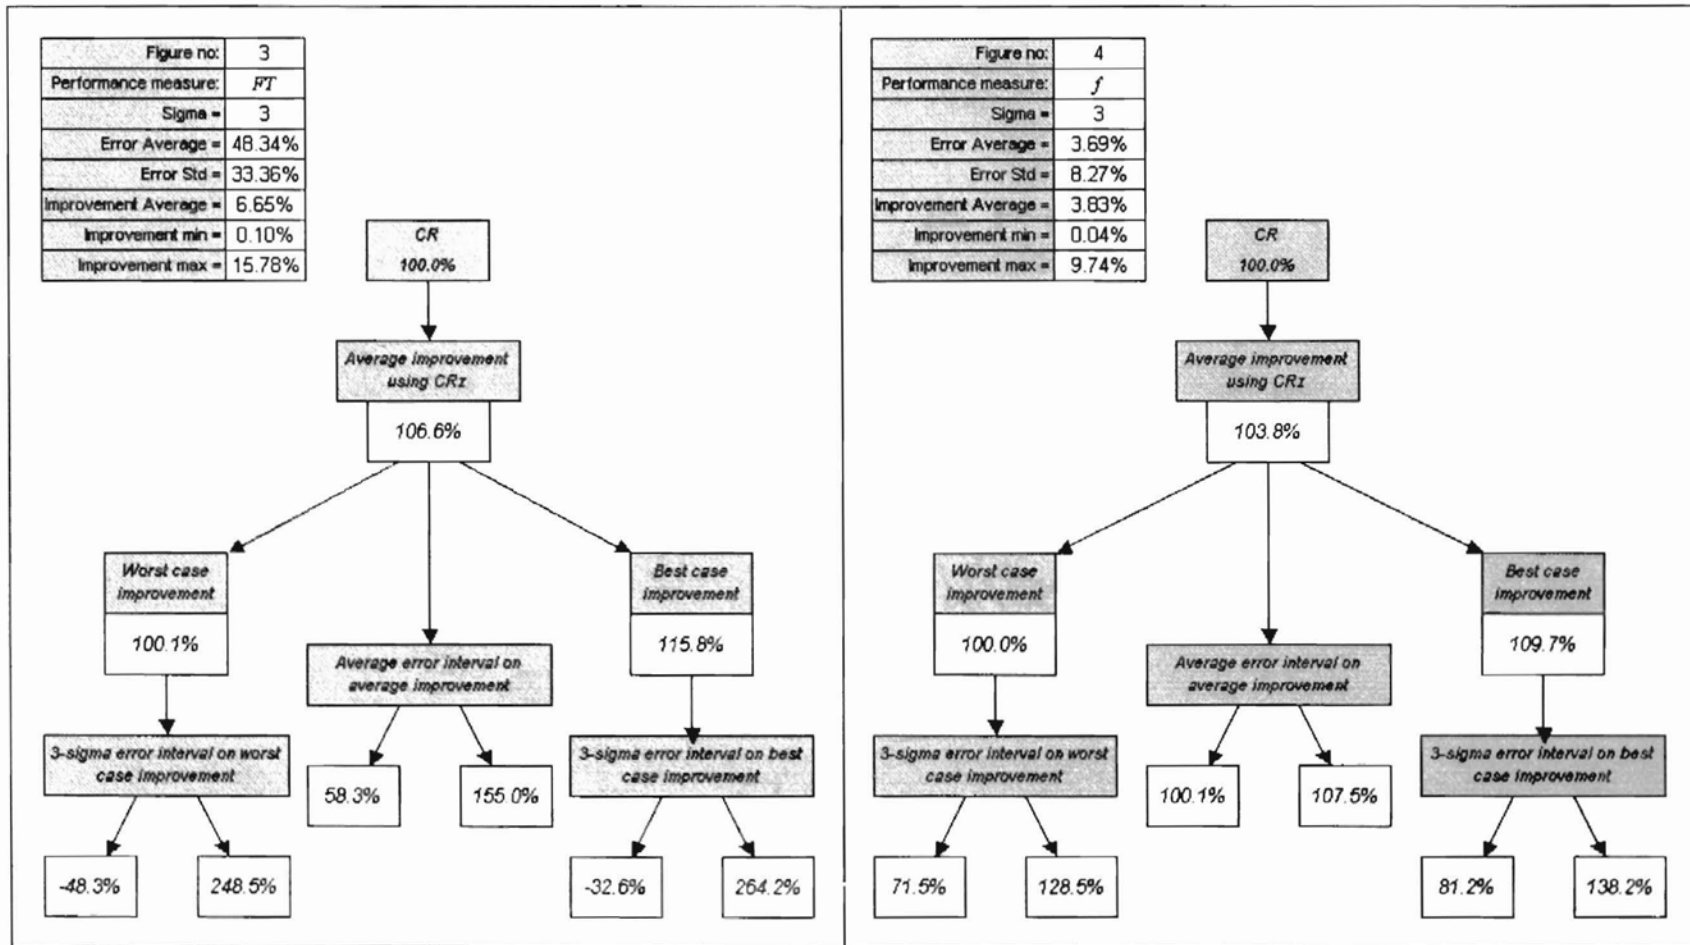 Figure no: 3
Performance measure: FT
Sigma = 3
Error Average = 48.34%
Error Std = 33.36%
Improvement Average = 6.65%
Improvement min = 0.10%
Improvement max = 15.78%
CR
100.0%
Average improvement
using CRI
106.6%
Worst case
improvement
100.1%
Best case
improvement
115.8%
Average error interval on
average improvement
3-sigma error interval on worst
case improvement
3-sigma error interval on best
case improvement
58.3% 155.0%
-48.3% 248.5% -32.6% 264.2%
Figure no: 4
Performance measure: f
Sigma = 3
Error Average = 3.69%
Error Std = 8.27%
Improvement Average = 3.83%
Improvement min = 0.04%
Improvement max = 9.74%
CR
100.0%
Average improvement
using CRI
103.8%
Worst case
improvement
100.0%
Best case
improvement
109.7%
Average error interval on
average improvement
3-sigma error interval on worst
case improvement
3-sigma error interval on best
case improvement
100.1% 107.5%
71.5% 128.5% 81.2% 138.2%